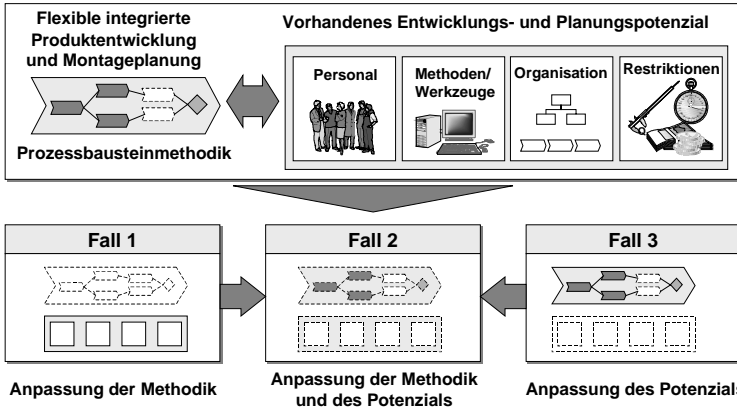 Flexible integrierte
Produktentwicklung
und Montageplanung
Prozessbausteinmethodik
Vorhandenes Entwicklungs- und Planungspotenzial
Personal
Methoden/
Werkzeuge
Organisation
Restriktionen
Fall 1
Fall 2
Fall 3
Anpassung der Methodik
Anpassung der Methodik
und des Potenzials
Anpassung des Potenzials